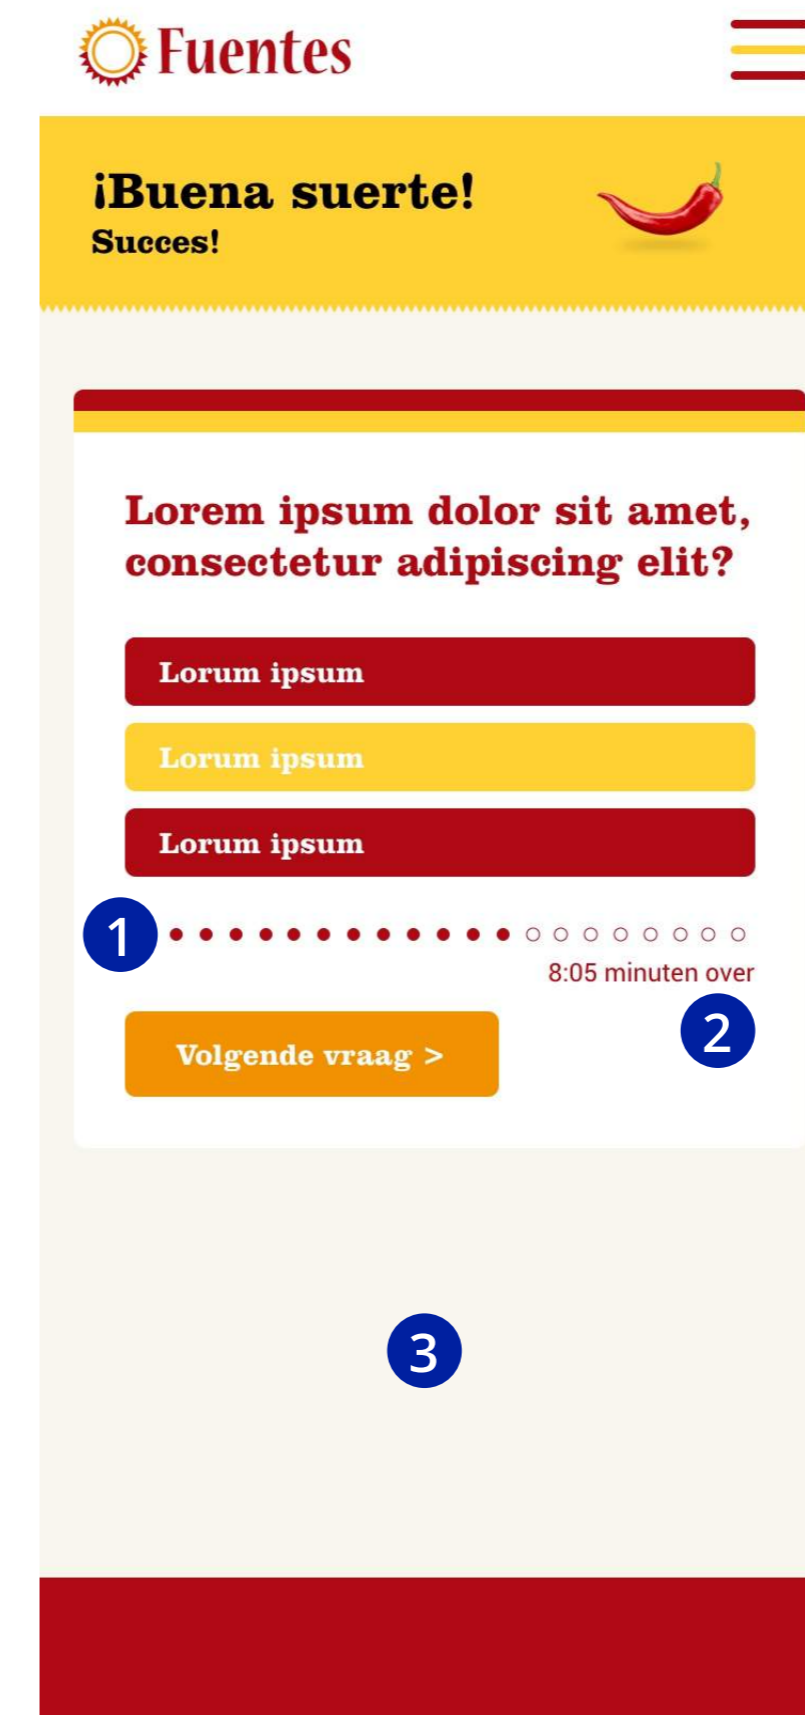 Fuentes
¡Buena suerte!
Succes!
Lorem ipsum dolor sit amet,
consectetur adipiscing elit?
Lorum ipsum
Lorum ipsum
Lorum ipsum
1
8:05 minuten over
2
Volgende vraag >
3